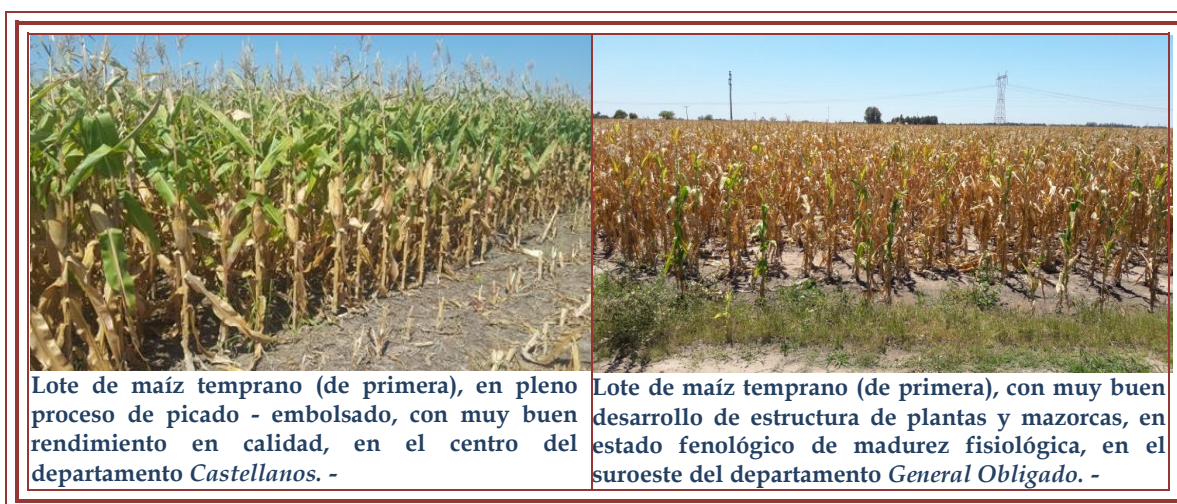 Lote de maíz temprano (de primera), en pleno
proceso de picado - embolsado, con muy buen
rendimiento en calidad, en el centro del
departamento Castellanos. -
Lote de maíz temprano (de primera), con muy buen
desarrollo de estructura de plantas y mazorcas, en
estado fenológico de madurez fisiológica, en el
suroeste del departamento General Obligado. -